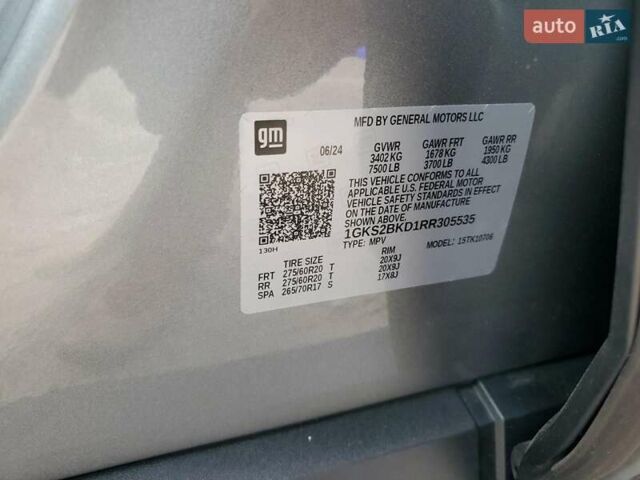 auto RIA
.com
gm
MFD BY GENERAL MOTORS LLC
06/24 GVWR GAWR FRT GAWR RR
3402 KG 1678 KG 1950 KG
7500 LB 3700 LB 4300 LB
THIS VEHICLE CONFORMS TO ALL
APPLICABLE U.S. FEDERAL MOTOR
VEHICLE SAFETY STANDARDS IN EFFECT
ON THE DATE OF MANUFACTURE
SHOWN ABOVE.
1GKS2BKD1RR305535
TYPE: MPV MODEL: 1STK10706
130H
TIRE SIZE RIM
FRT 275/60R20 T 20X9J
RR 275/60R20 T 20X9J
SPA 265/70R17 S 17X8J